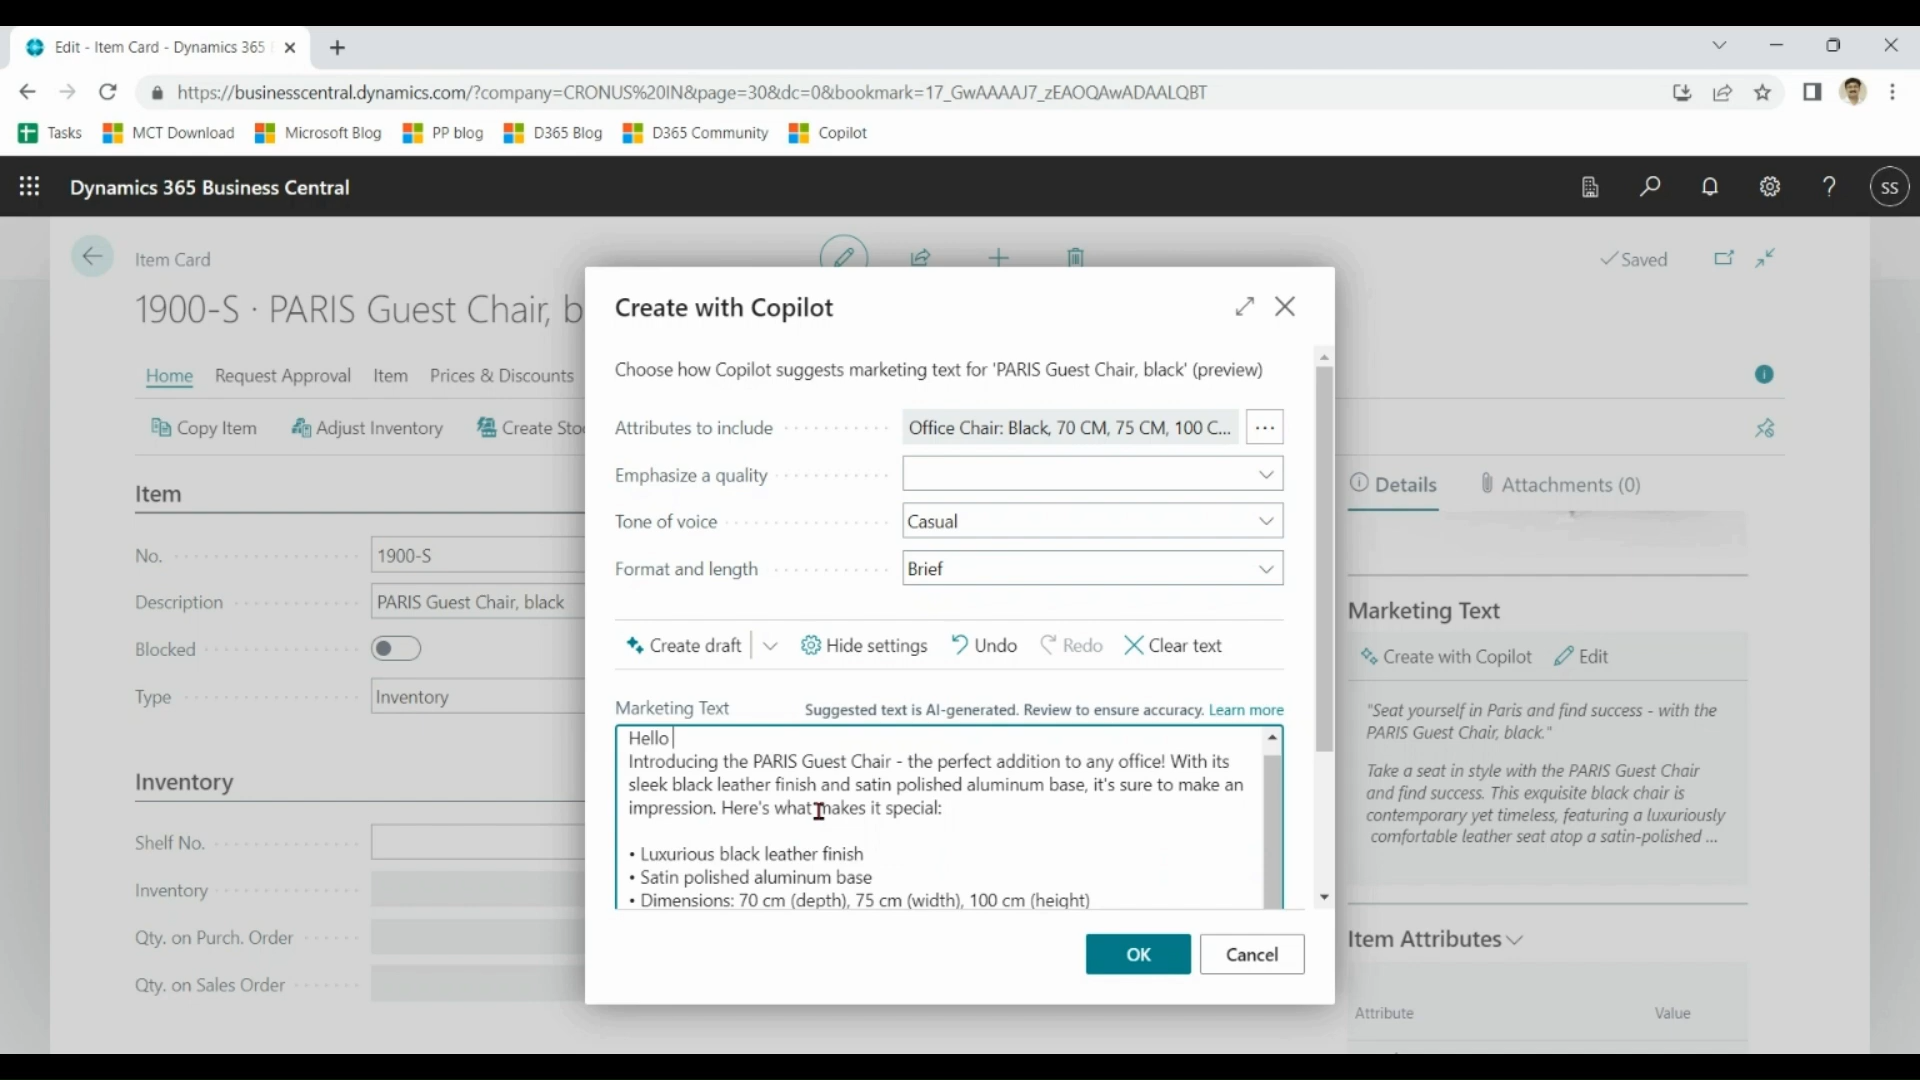 Edit - Item Card - Dynamics 365
https://businesscentral.dynamics.com/?company=CRONUS%20IN&page=30&dc=0&bookmark=17_GwAAAAJ7_zEAOQAwADAALQBT
Tasks MCT Download Microsoft Blog PP blog D365 Blog D365 Community Copilot
Dynamics 365 Business Central
SS
Item Card
Saved
1900-S · PARIS Guest Chair, b
Home Request Approval Item Prices & Discounts
Copy Item Adjust Inventory Create Sto
Item
No. 1900-S
Description PARIS Guest Chair, black
Blocked
Type Inventory
Inventory
Shelf No.
Inventory
Qty. on Purch. Order
Qty. on Sales Order
Create with Copilot
Choose how Copilot suggests marketing text for 'PARIS Guest Chair, black' (preview)
Attributes to include Office Chair: Black, 70 CM, 75 CM, 100 C... ...
Emphasize a quality
Tone of voice Casual
Format and length Brief
Create draft Hide settings Undo Redo Clear text
Marketing Text Suggested text is AI-generated. Review to ensure accuracy. Learn more
Hello
Introducing the PARIS Guest Chair - the perfect addition to any office! With its
sleek black leather finish and satin polished aluminum base, it's sure to make an
impression. Here's what makes it special:
• Luxurious black leather finish
• Satin polished aluminum base
• Dimensions: 70 cm (depth), 75 cm (width), 100 cm (height)
OK Cancel
Details Attachments (0)
Marketing Text
Create with Copilot Edit
"Seat yourself in Paris and find success - with the
PARIS Guest Chair, black."
Take a seat in style with the PARIS Guest Chair
and find success. This exquisite black chair is
contemporary yet timeless, featuring a luxuriously
comfortable leather seat atop a satin-polished ...
Item Attributes
Attribute Value